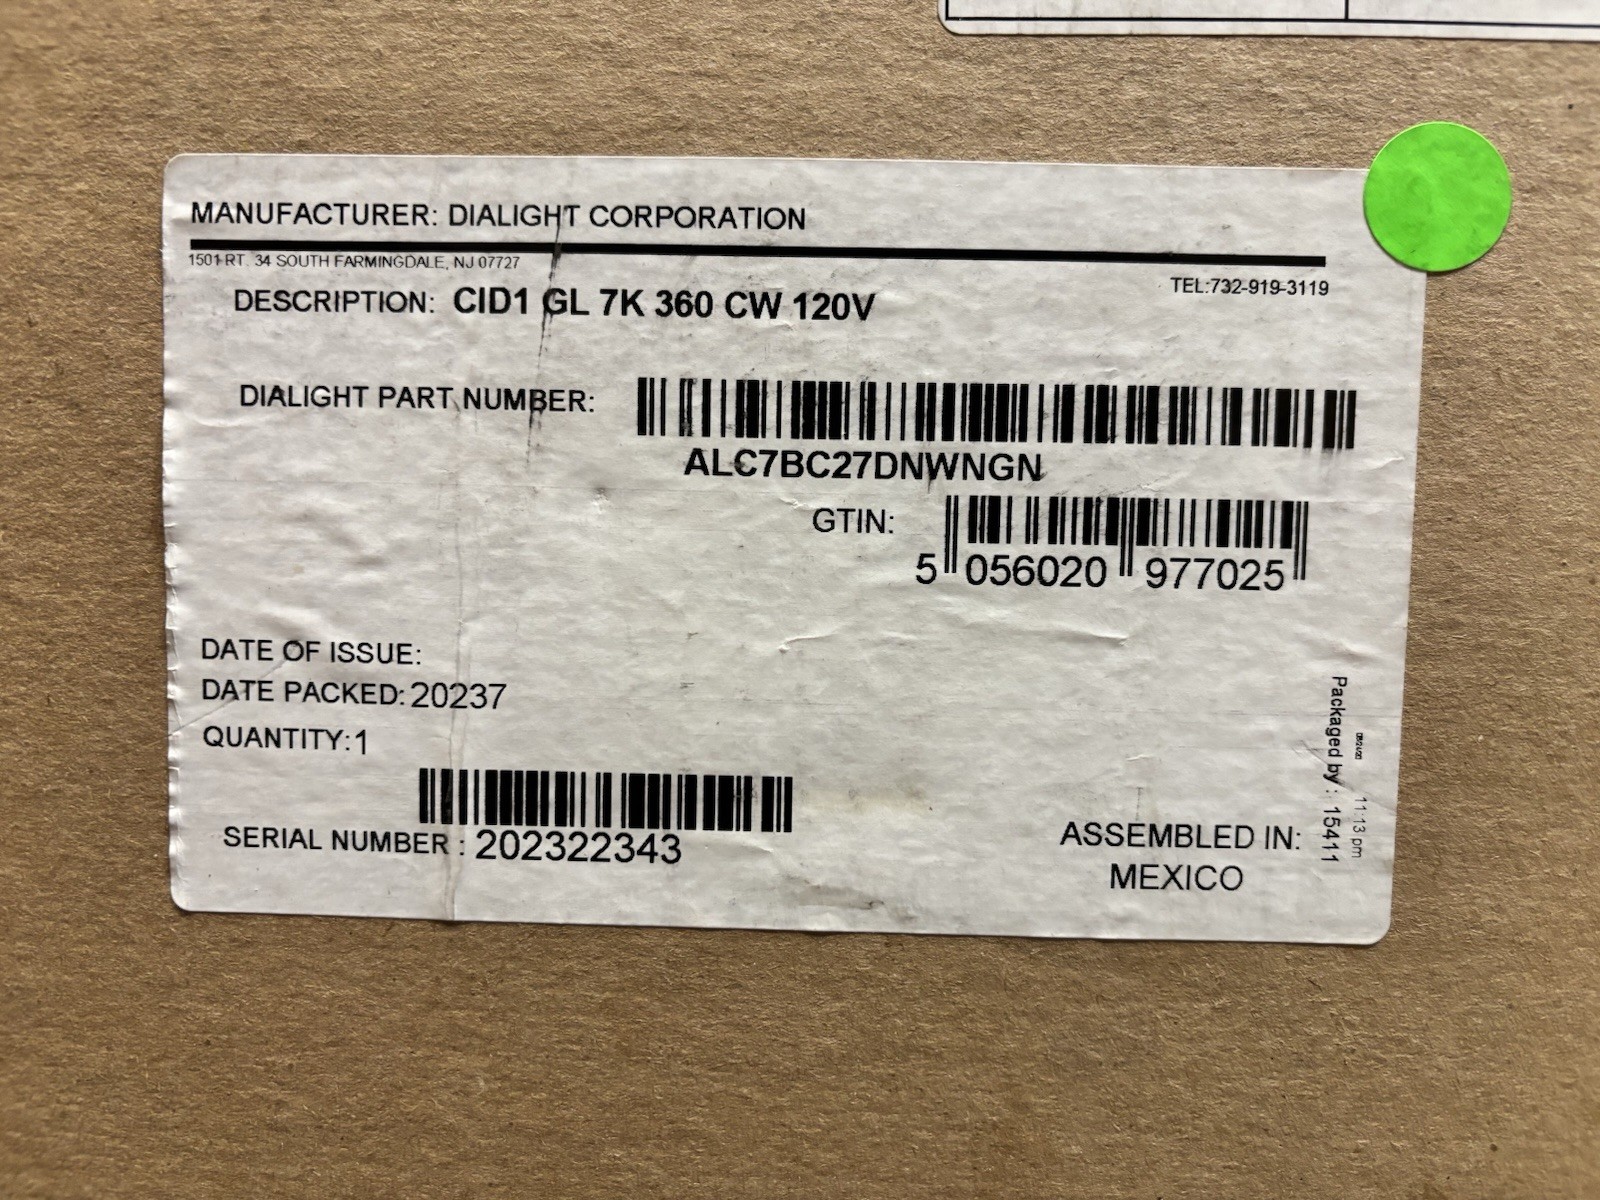 MANUFACTURER: DIALIGHT CORPORATION
1501 RT. 34 SOUTH FARMINGDALE, NJ 07727
TEL:732-919-3119
DESCRIPTION: CID1 GL 7K 360 CW 120V
DIALIGHT PART NUMBER:
ALC7BC27DNWNGN
GTIN:
5 056020 977025
DATE OF ISSUE:
DATE PACKED: 20237
QUANTITY:1
SERIAL NUMBER : 202322343
ASSEMBLED IN:
MEXICO
Packaged by : 15411
11:13 pm